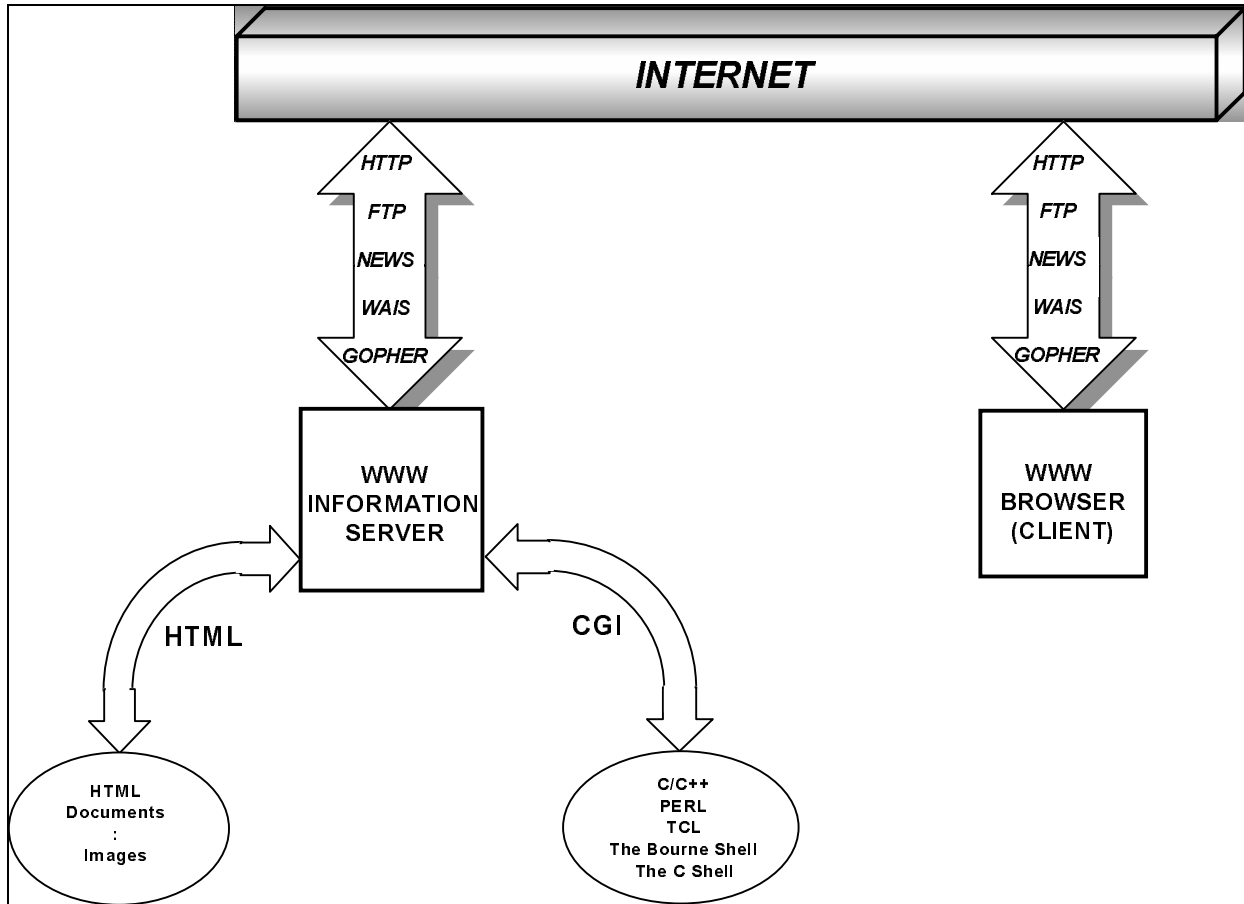 INTERNET
HTTP
FTP
NEWS
WAIS
GOPHER
HTTP
FTP
NEWS
WAIS
GOPHER
WWW
INFORMATION
SERVER
WWW
BROWSER
(CLIENT)
HTML
CGI
HTML
Documents
:
Images
C/C++
PERL
TCL
The Bourne Shell
The C Shell